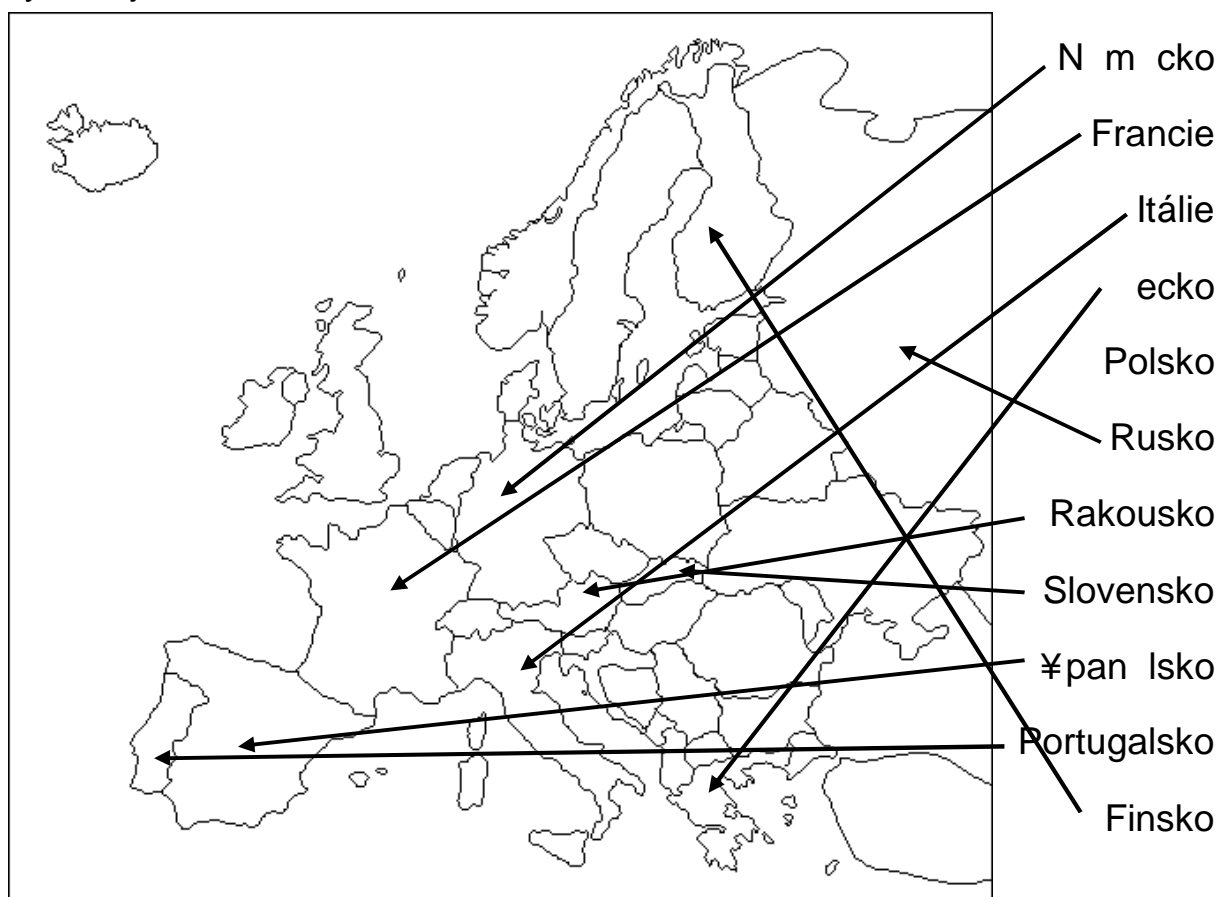 N m cko
Francie
Itálie
ecko
Polsko
Rusko
Rakousko
Slovensko
¥pan lsko
Portugalsko
Finsko